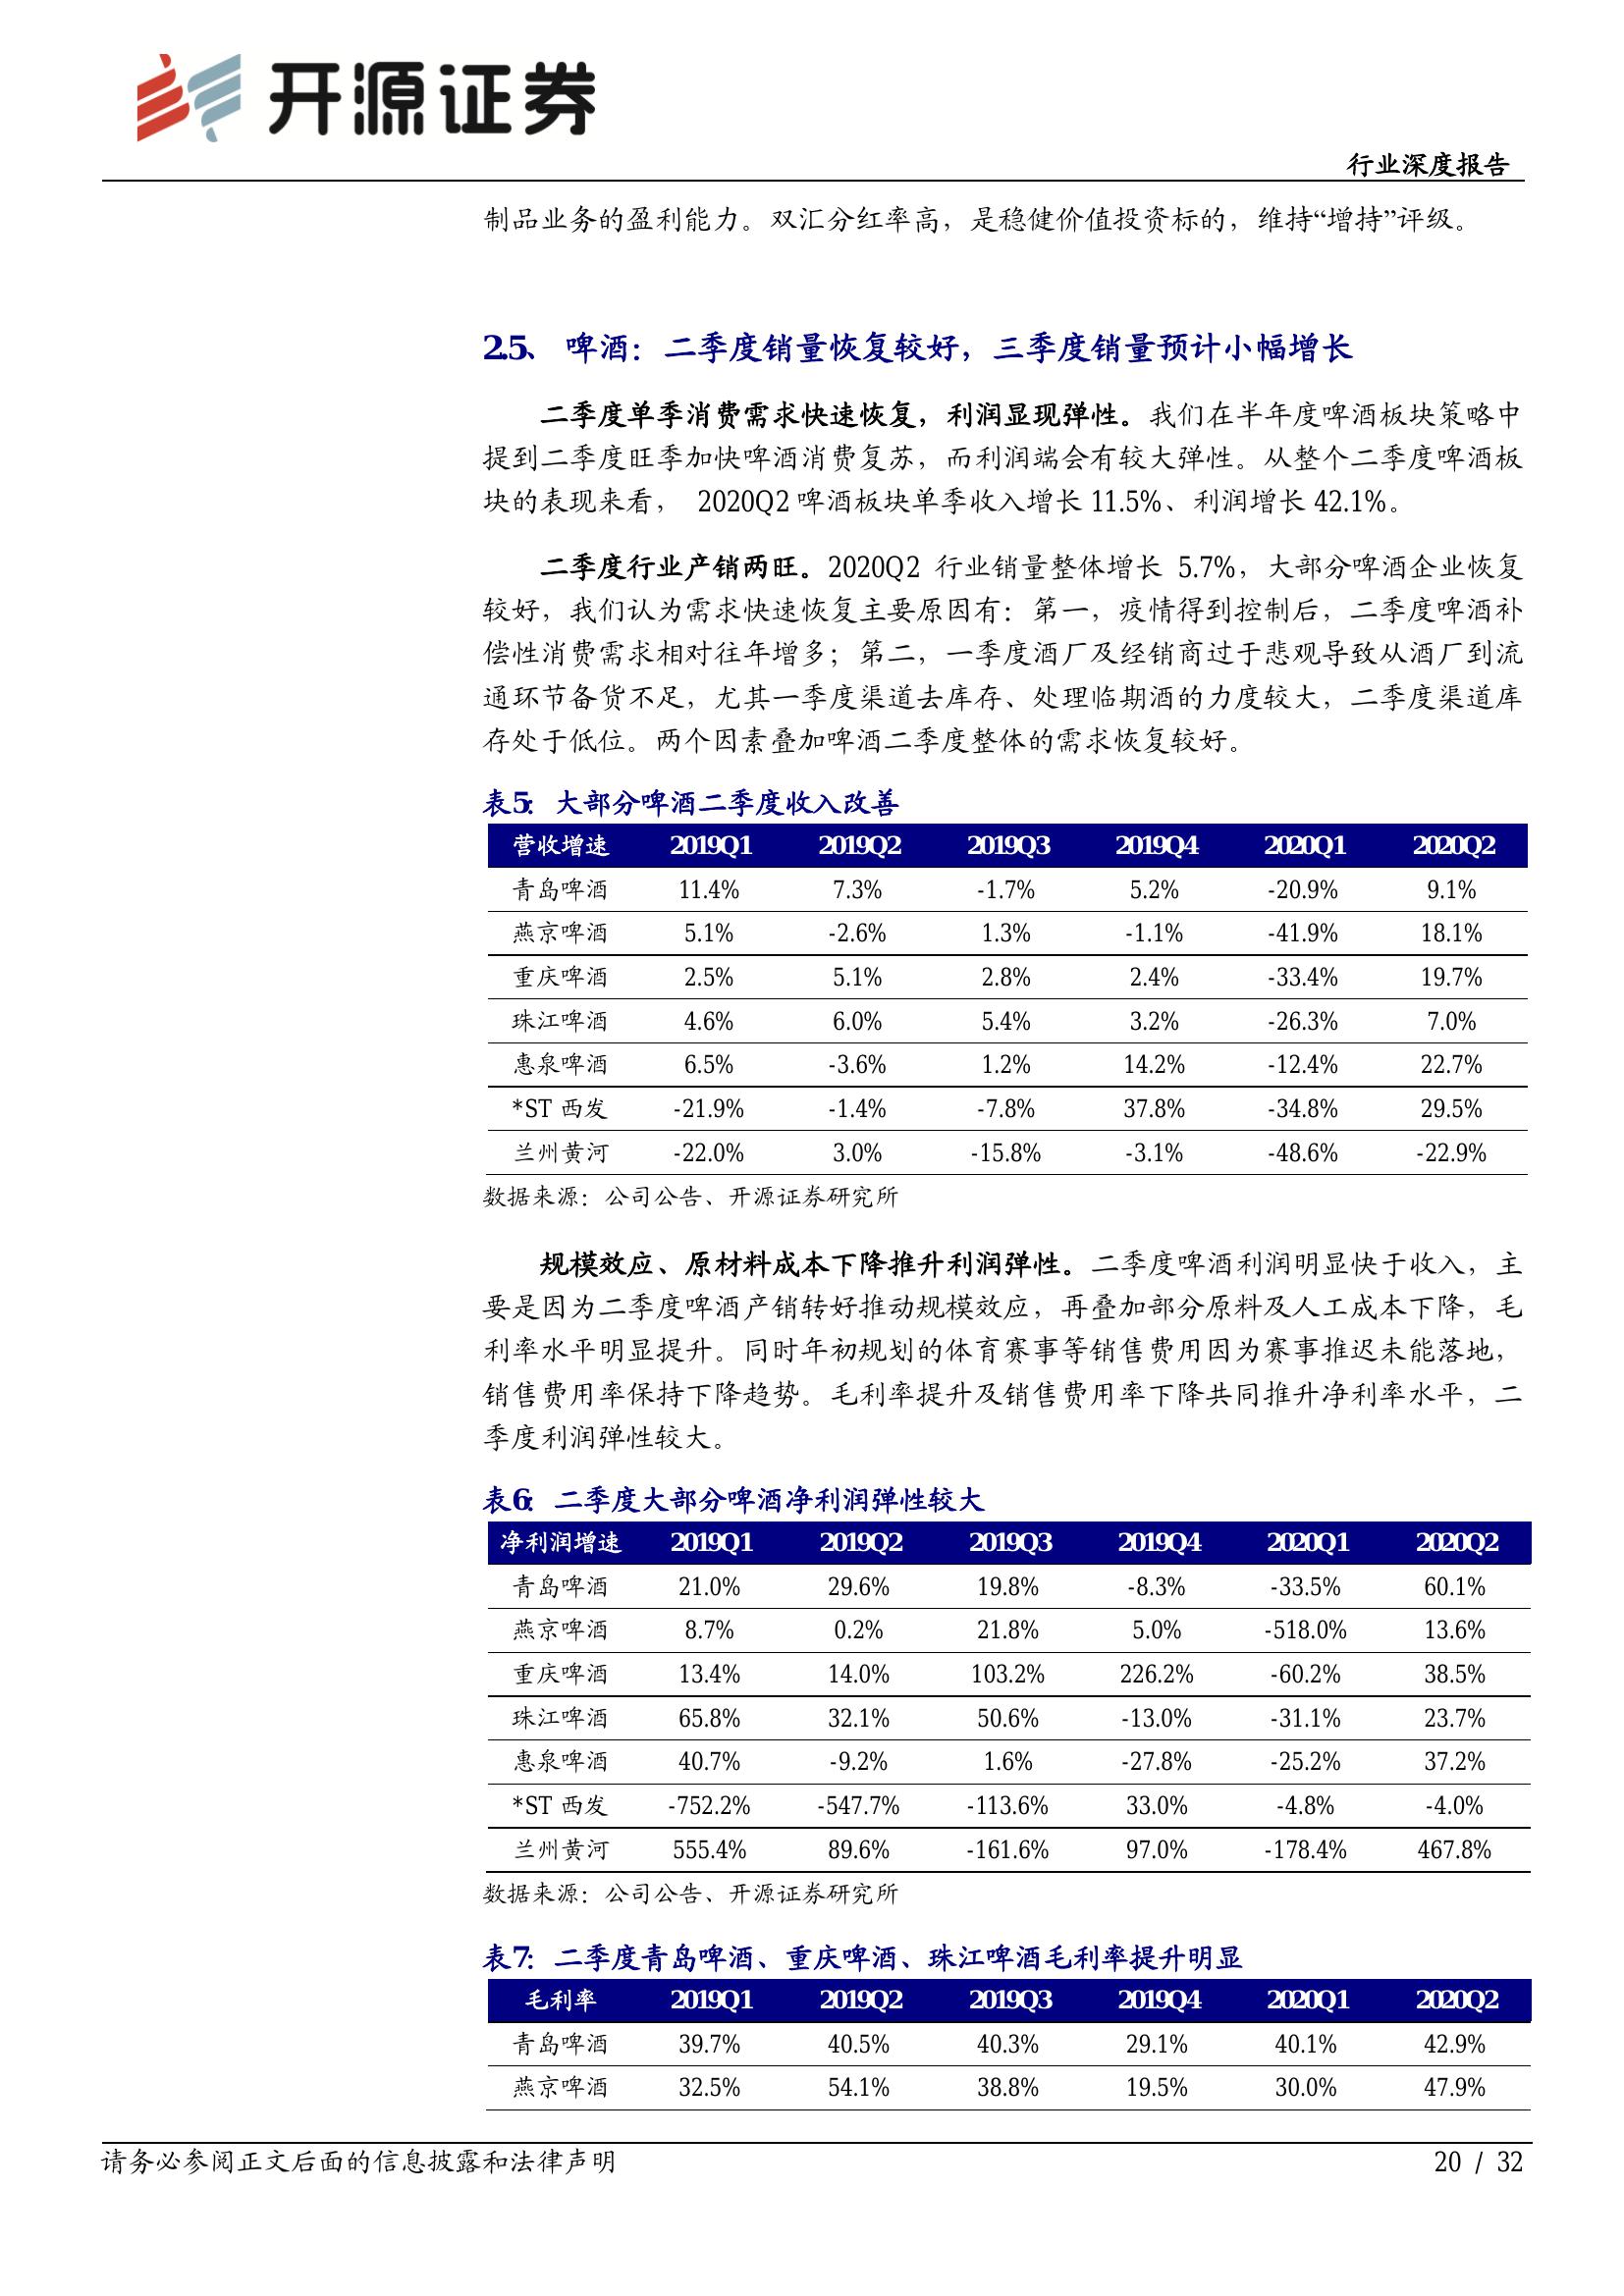 开源证券
行业深度报告
制品业务的盈利能力。双汇分红率高，是稳健价值投资标的，维持“增持”评级。
2.5、 啤酒：二季度销量恢复较好，三季度销量预计小幅增长
二季度单季消费需求快速恢复，利润显现弹性。我们在半年度啤酒板块策略中
提到二季度旺季加快啤酒消费复苏，而利润端会有较大弹性。从整个二季度啤酒板
块的表现来看， 2020Q2 啤酒板块单季收入增长 11.5%、利润增长 42.1%。
二季度行业产销两旺。2020Q2 行业销量整体增长 5.7%，大部分啤酒企业恢复
较好，我们认为需求快速恢复主要原因有：第一，疫情得到控制后，二季度啤酒补
偿性消费需求相对往年增多；第二，一季度酒厂及经销商过于悲观导致从酒厂到流
通环节备货不足，尤其一季度渠道去库存、处理临期酒的力度较大，二季度渠道库
存处于低位。两个因素叠加啤酒二季度整体的需求恢复较好。
表5： 大部分啤酒二季度收入改善
营收增速 2019Q1 2019Q2 2019Q3 2019Q4 2020Q1 2020Q2
青岛啤酒 11.4% 7.3% -1.7% 5.2% -20.9% 9.1%
燕京啤酒 5.1% -2.6% 1.3% -1.1% -41.9% 18.1%
重庆啤酒 2.5% 5.1% 2.8% 2.4% -33.4% 19.7%
珠江啤酒 4.6% 6.0% 5.4% 3.2% -26.3% 7.0%
惠泉啤酒 6.5% -3.6% 1.2% 14.2% -12.4% 22.7%
*ST 西发 -21.9% -1.4% -7.8% 37.8% -34.8% 29.5%
兰州黄河 -22.0% 3.0% -15.8% -3.1% -48.6% -22.9%
数据来源：公司公告、开源证券研究所
规模效应、原材料成本下降推升利润弹性。二季度啤酒利润明显快于收入，主
要是因为二季度啤酒产销转好推动规模效应，再叠加部分原料及人工成本下降，毛
利率水平明显提升。同时年初规划的体育赛事等销售费用因为赛事推迟未能落地，
销售费用率保持下降趋势。毛利率提升及销售费用率下降共同推升净利率水平，二
季度利润弹性较大。
表6： 二季度大部分啤酒净利润弹性较大
净利润增速 2019Q1 2019Q2 2019Q3 2019Q4 2020Q1 2020Q2
青岛啤酒 21.0% 29.6% 19.8% -8.3% -33.5% 60.1%
燕京啤酒 8.7% 0.2% 21.8% 5.0% -518.0% 13.6%
重庆啤酒 13.4% 14.0% 103.2% 226.2% -60.2% 38.5%
珠江啤酒 65.8% 32.1% 50.6% -13.0% -31.1% 23.7%
惠泉啤酒 40.7% -9.2% 1.6% -27.8% -25.2% 37.2%
*ST 西发 -752.2% -547.7% -113.6% 33.0% -4.8% -4.0%
兰州黄河 555.4% 89.6% -161.6% 97.0% -178.4% 467.8%
数据来源：公司公告、开源证券研究所
表7： 二季度青岛啤酒、重庆啤酒、珠江啤酒毛利率提升明显
毛利率 2019Q1 2019Q2 2019Q3 2019Q4 2020Q1 2020Q2
青岛啤酒 39.7% 40.5% 40.3% 29.1% 40.1% 42.9%
燕京啤酒 32.5% 54.1% 38.8% 19.5% 30.0% 47.9%
请务必参阅正文后面的信息披露和法律声明
20 / 32